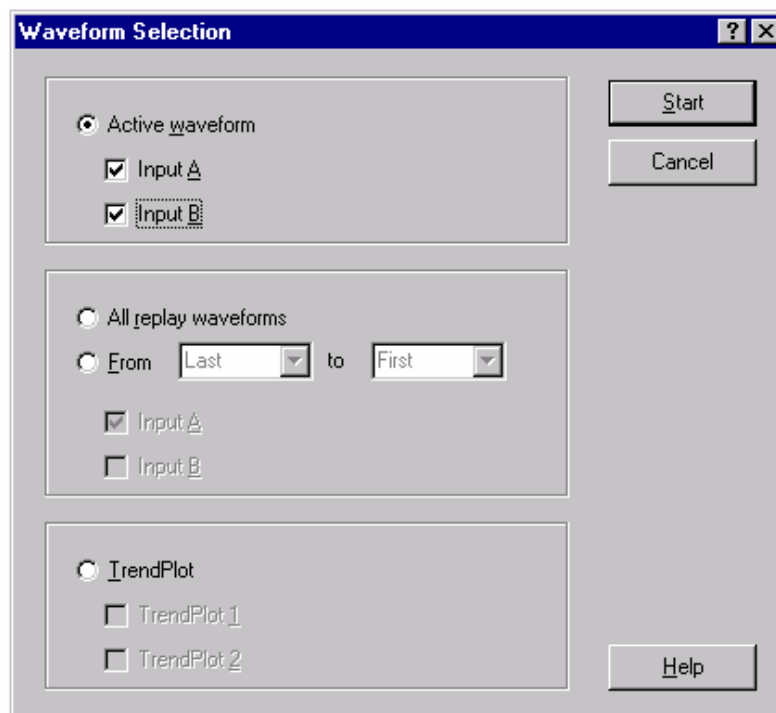 Waveform Selection
Active waveform
Input A
Input B
Start
Cancel
All replay waveforms
From Last to First
Input A
Input B
TrendPlot
TrendPlot 1
TrendPlot 2
Help